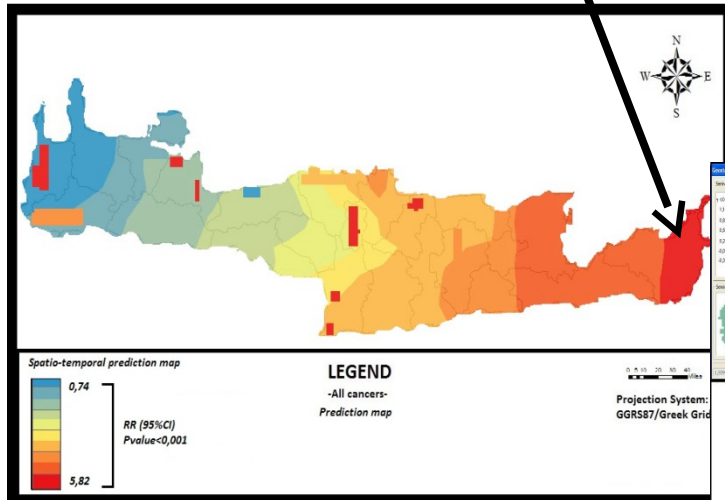 N
W E
S
Spatio-temporal prediction map
0,74
RR (95%CI)
Pvalue<0,001
5,82
LEGEND
-All cancers-
Prediction map
Miles
Projection System:
GGRS87/Greek Grid